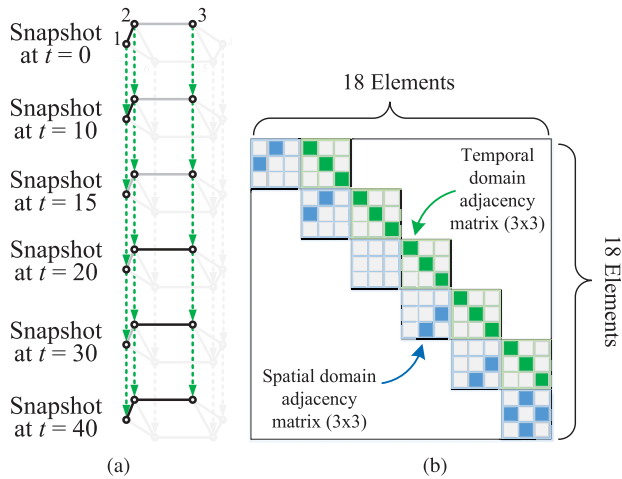 2
3
1
Snapshot
at t = 0
Snapshot
at t = 10
Snapshot
at t = 15
Snapshot
at t = 20
Snapshot
at t = 30
Snapshot
at t = 40
(a)
18 Elements
Temporal
domain
adjacency
matrix (3x3)
18 Elements
Spatial domain
adjacency
matrix (3x3)
(b)